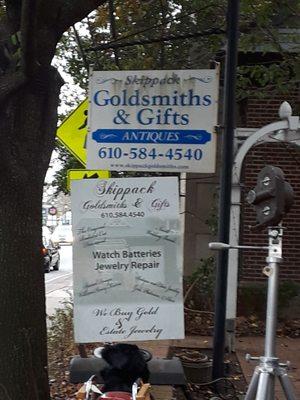 Skippack
Goldsmiths
& Gifts
ANTIQUES
610-584-4540
www.skippackgoldsmiths.com
Skippack
Goldsmiths & Gifts
610.584.4540
Watch Batteries
Jewelry Repair
We Buy Gold
&
Estate Jewelry